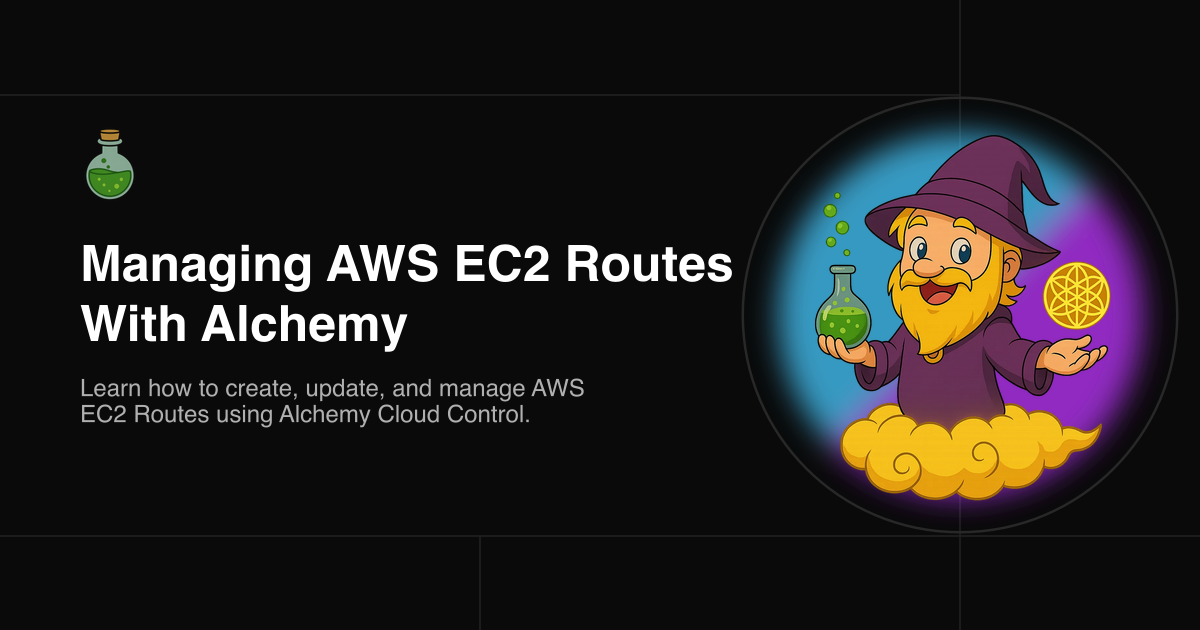 Managing AWS EC2 Routes
With Alchemy
Learn how to create, update, and manage AWS
EC2 Routes using Alchemy Cloud Control.